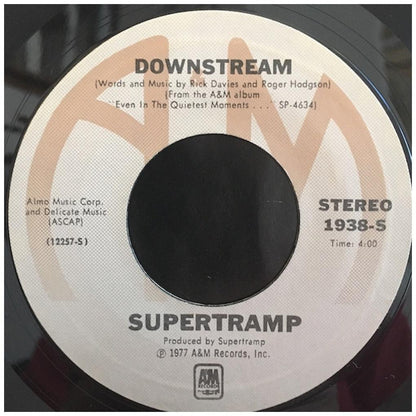 DOWNSTREAM
(Words and Music by Rick Davies and Roger Hodgson)
(From the A&M album
"Even In The Quietest Moments . . ." SP-4634)
Almo Music Corp.
and Delicate Music
(ASCAP)
(12257-S)
STEREO
1938-S
Time: 4:00
SUPERTRAMP
Produced by Supertramp
℗ 1977 A&M Records, Inc.
A&M
RECORDS